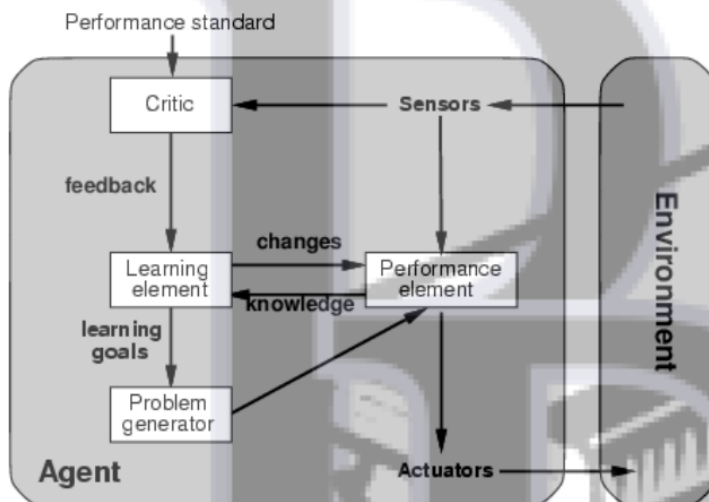 Performance standard
Critic
Sensors
feedback
changes
Learning
element
Performance
element
knowledge
learning
goals
Problem
generator
Agent
Actuators
Environment